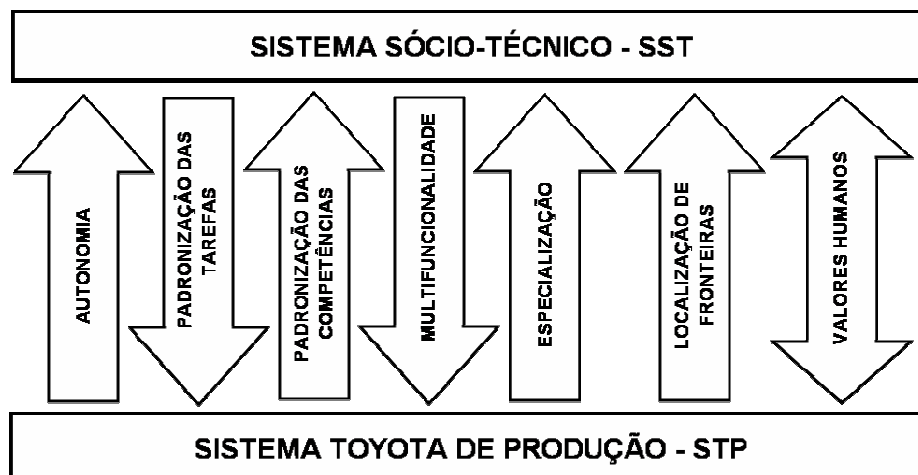 SISTEMA SÓCIO-TÉCNICO - SST
AUTONOMIA
PADRONIZAÇÃO DAS
TAREFAS
PADRONIZAÇÃO DAS
COMPETÊNCIAS
MULTIFUNCIONALIDADE
ESPECIALIZAÇÃO
LOCALIZAÇÃO DE
FRONTEIRAS
VALORES HUMANOS
SISTEMA TOYOTA DE PRODUÇÃO - STP